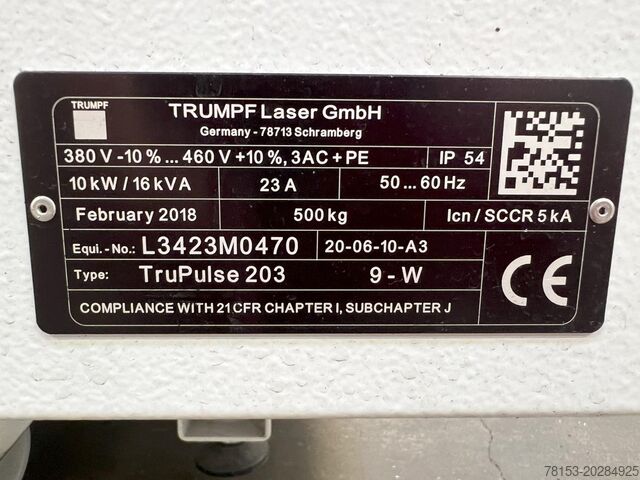 TRUMPF
TRUMPF Laser GmbH
Germany - 78713 Schramberg
380 V -10 % ... 460 V +10 %, 3AC + PE IP 54
10 kW / 16 kVA 23 A 50 ... 60 Hz
February 2018 500 kg Icn / SCCR 5 kA
Equi.-No.: L3423M0470 20-06-10-A3
Type: TruPulse 203 9 - W
COMPLIANCE WITH 21 CFR CHAPTER I, SUBCHAPTER J
CE
78153-20284925